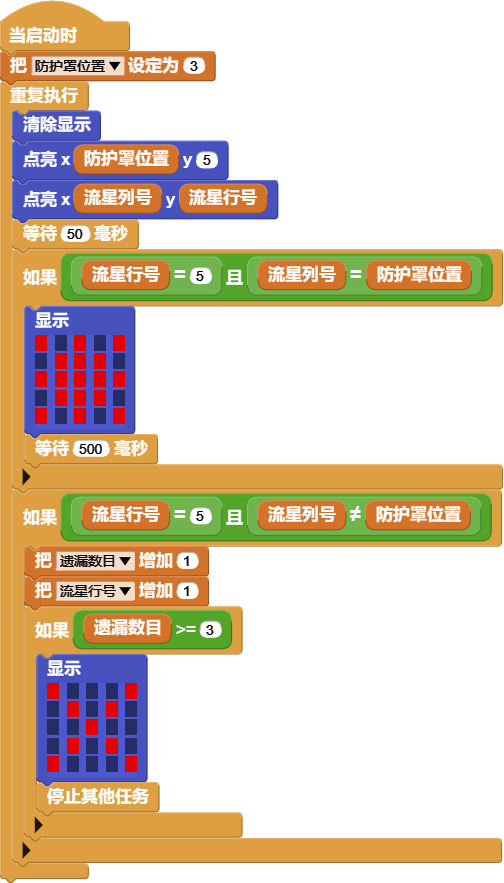 当启动时
把 防护罩位置 设定为 3
重复执行
清除显示
点亮 x 防护罩位置 y 5
点亮 x 流星列号 y 流星行号
等待 50 毫秒
如果 流星行号 = 5 且 流星列号 = 防护罩位置
显示
等待 500 毫秒
如果 流星行号 = 5 且 流星列号 ≠ 防护罩位置
把 遗漏数目 增加 1
把 流星行号 增加 1
如果 遗漏数目 >= 3
显示
停止其他任务